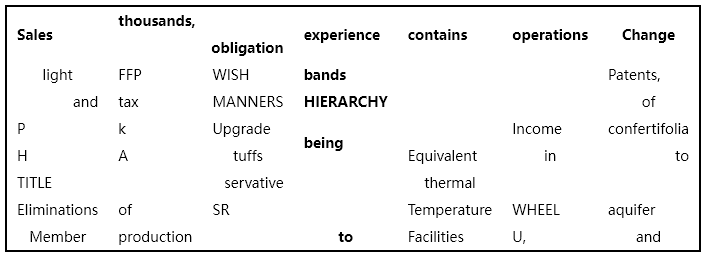 Sales thousands, obligation experience contains operations Change
light FFP WISH bands Patents,
and tax MANNERS HIERARCHY of
P k Upgrade being Income confertifolia
H A tuffs Equivalent in to
TITLE servative thermal
Eliminations of SR Temperature WHEEL aquifer
Member production to Facilities U, and